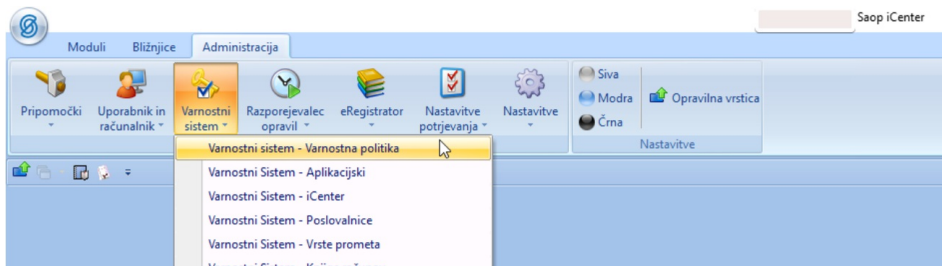 Saop iCenter
Moduli Bližnjice Administracija
Pripomočki
Uporabnik in računalnik
Varnostni sistem
Razporejevalec opravil
eRegistrator
Nastavitve potrjevanja
Nastavitve
Siva
Modra
Črna
Opravilna vrstica
Nastavitve
Varnostni sistem - Varnostna politika
Varnostni Sistem - Aplikacijski
Varnostni Sistem - iCenter
Varnostni Sistem - Poslovalnice
Varnostni Sistem - Vrste prometa